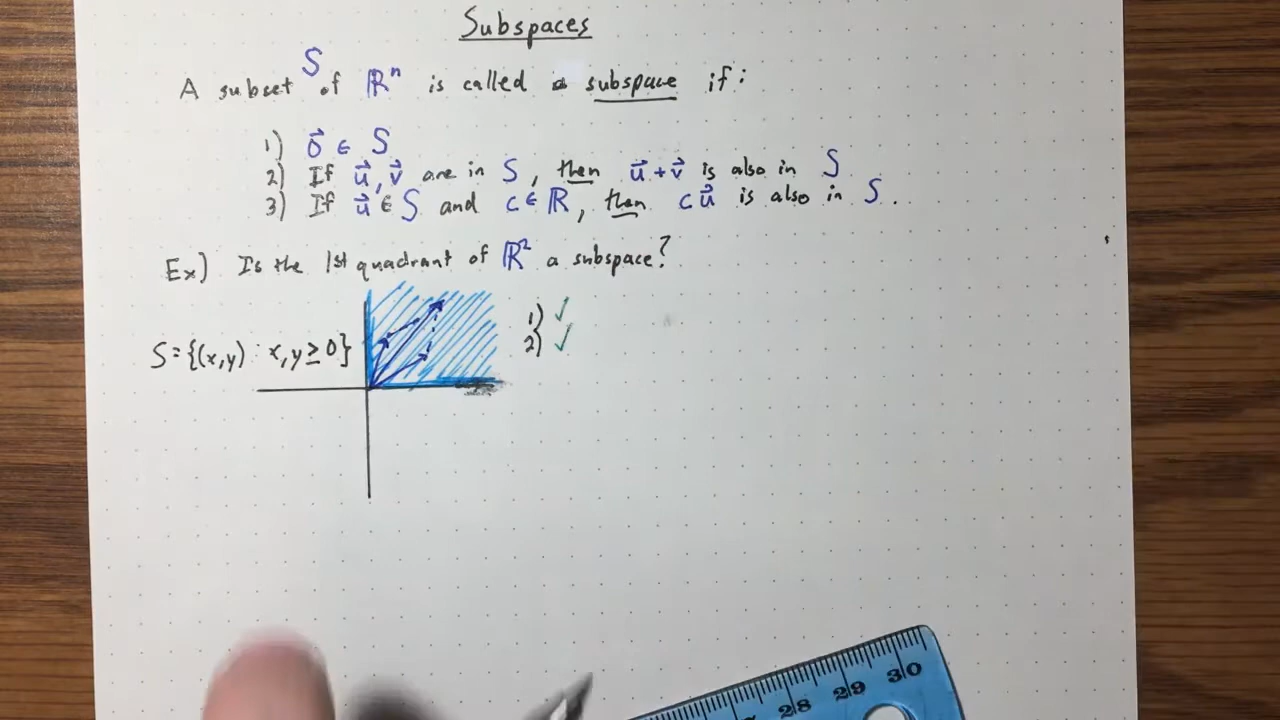 Subspaces
A subset S of ℝⁿ is called a subspace if:
1) 0⃗ ∈ S
2) If u⃗, v⃗ are in S, then u⃗ + v⃗ is also in S
3) If u⃗ ∈ S and c ∈ ℝ, then c u⃗ is also in S.
Ex) Is the 1st quadrant of ℝ² a subspace?
1) ✓
S = {(x,y) : x, y ≥ 0}
2) ✓
28 29 30